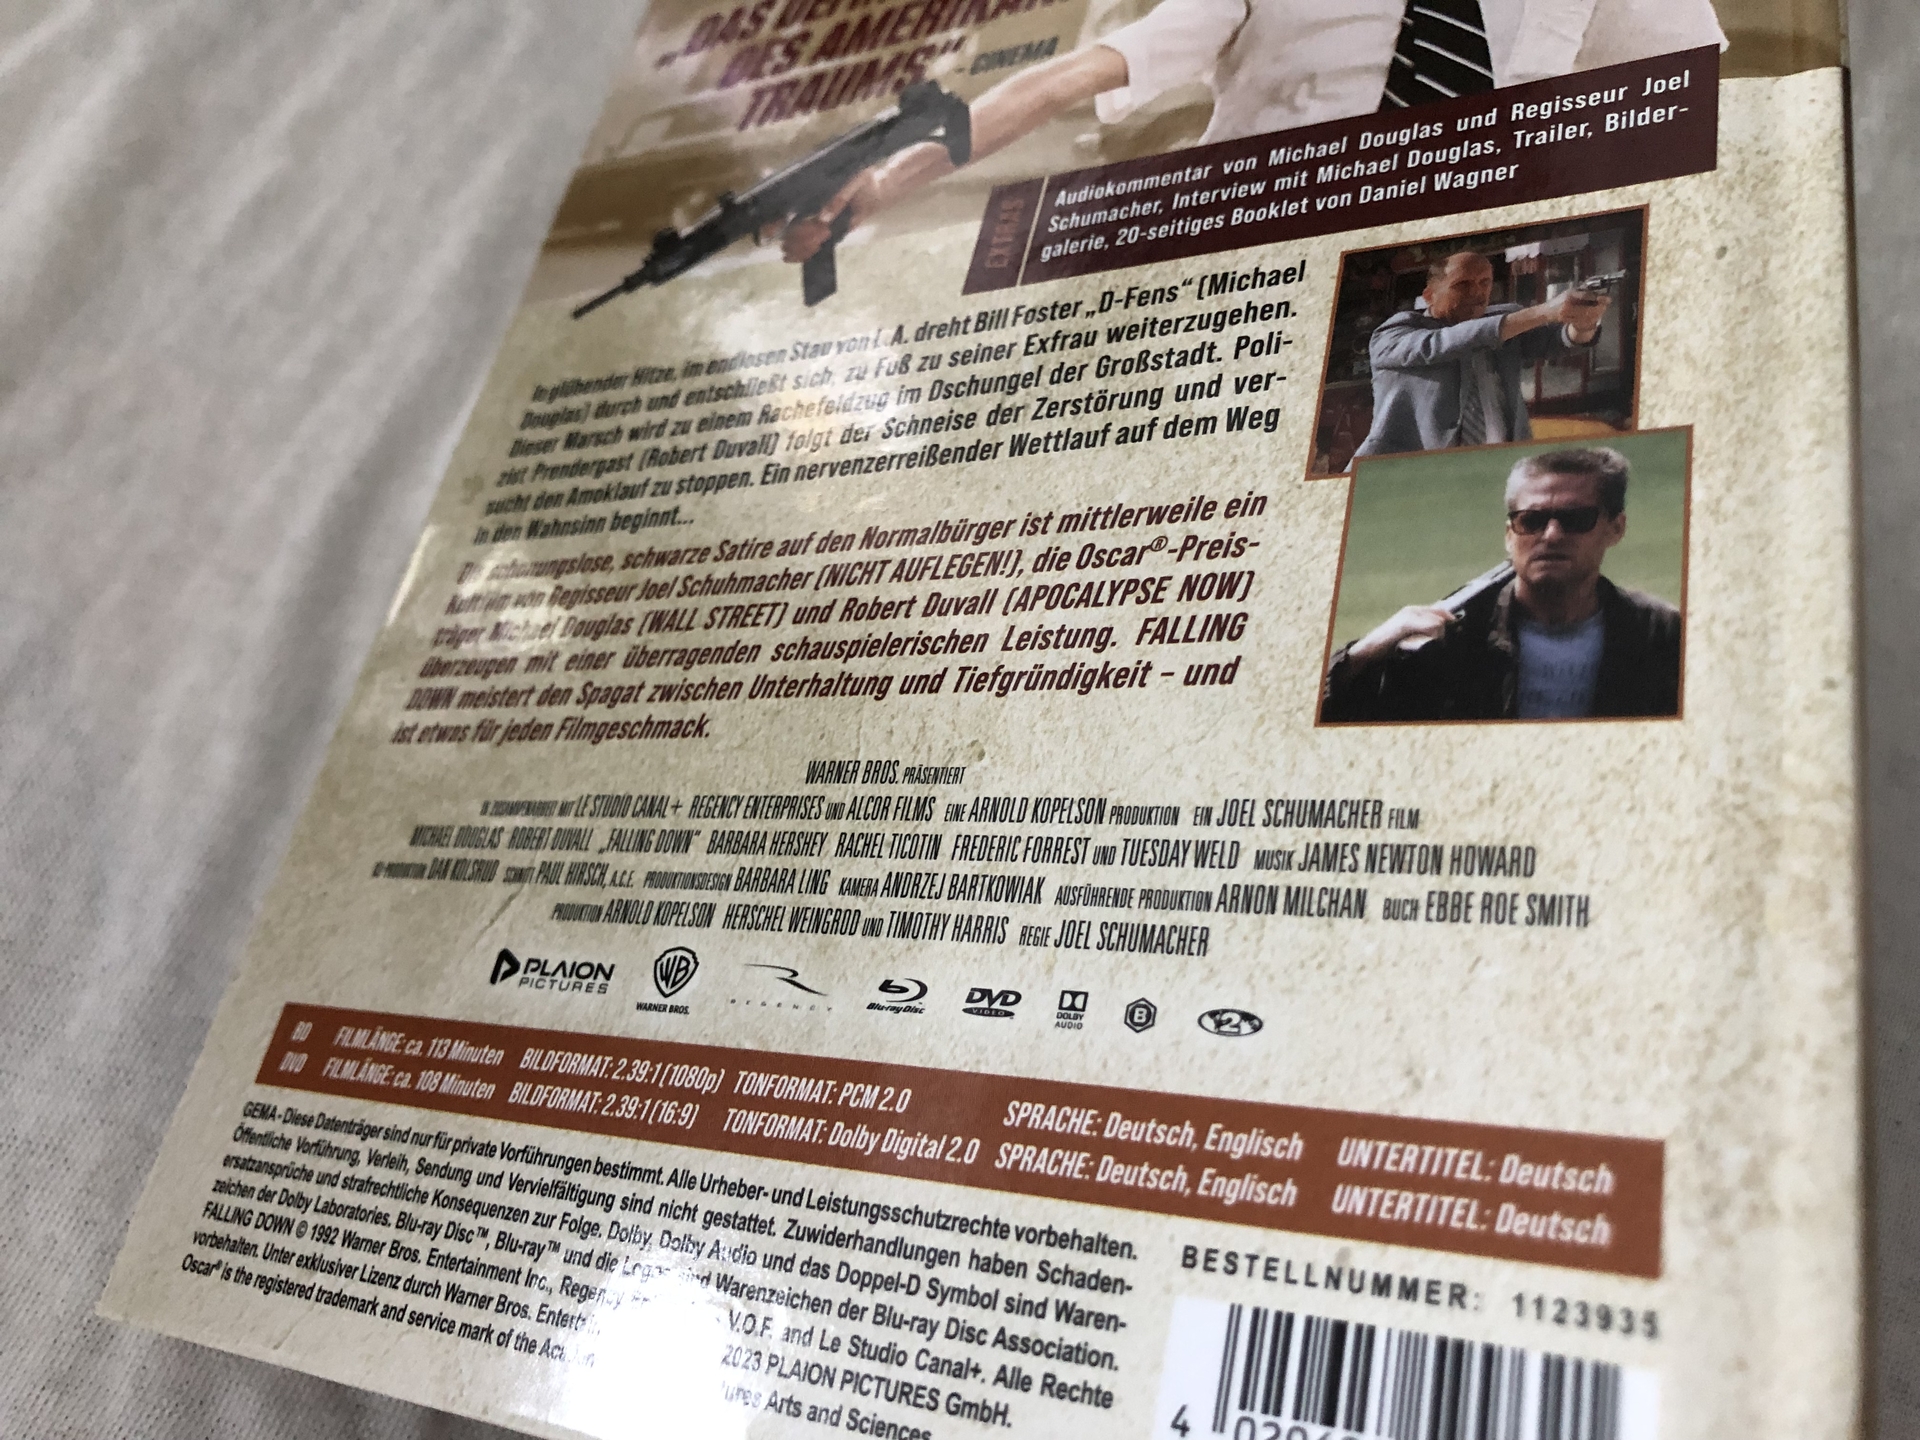 „DAS
DES AMERIKAN
TRAUMS" - CINEMA
EXTRAS
Audiokommentar von Michael Douglas und Regisseur Joel
Schumacher, Interview mit Michael Douglas, Trailer, Bilder-
galerie, 20-seitiges Booklet von Daniel Wagner
In glühender Hitze, im endlosen Stau von L.A. dreht Bill Foster „D-Fens“ (Michael
Douglas) durch und entschließt sich, zu Fuß zu seiner Exfrau weiterzugehen.
Dieser Marsch wird zu einem Rachefeldzug im Dschungel der Großstadt. Poli-
zist Prendergast (Robert Duvall) folgt der Schneise der Zerstörung und ver-
sucht den Amoklauf zu stoppen. Ein nervenzerreißender Wettlauf auf dem Weg
in den Wahnsinn beginnt...
Die schonungslose, schwarze Satire auf den Normalbürger ist mittlerweile ein
Kultfilm von Regisseur Joel Schuhmacher (NICHT AUFLEGEN!), die Oscar®-Preis-
träger Michael Douglas (WALL STREET) und Robert Duvall (APOCALYPSE NOW)
überzeugen mit einer überragenden schauspielerischen Leistung. FALLING
DOWN meistert den Spagat zwischen Unterhaltung und Tiefgründigkeit – und
ist etwas für jeden Filmgeschmack.
WARNER BROS. PRÄSENTIERT
IN ZUSAMMENARBEIT MIT LE STUDIO CANAL+ REGENCY ENTERPRISES UND ALCOR FILMS EINE ARNOLD KOPELSON PRODUKTION EIN JOEL SCHUMACHER FILM
MICHAEL DOUGLAS ROBERT DUVALL „FALLING DOWN“ BARBARA HERSHEY RACHEL TICOTIN FREDERIC FORREST UND TUESDAY WELD MUSIK JAMES NEWTON HOWARD
KO-PRODUKTION DAN KOLSRUD SCHNITT PAUL HIRSCH, A.C.E. PRODUKTIONSDESIGN BARBARA LING KAMERA ANDRZEJ BARTKOWIAK AUSFÜHRENDE PRODUKTION ARNON MILCHAN BUCH EBBE ROE SMITH
PRODUKTION ARNOLD KOPELSON HERSCHEL WEINGROD UND TIMOTHY HARRIS REGIE JOEL SCHUMACHER
PLAION PICTURES WB WARNER BROS. REGENCY Blu-ray Disc DVD VIDEO DOLBY AUDIO B 2
BD FILMLÄNGE: ca. 113 Minuten BILDFORMAT: 2.39:1 (1080p) TONFORMAT: PCM 2.0 SPRACHE: Deutsch, Englisch UNTERTITEL: Deutsch
DVD FILMLÄNGE: ca. 108 Minuten BILDFORMAT: 2.39:1 (16:9) TONFORMAT: Dolby Digital 2.0 SPRACHE: Deutsch, Englisch UNTERTITEL: Deutsch
GEMA - Diese Datenträger sind nur für private Vorführungen bestimmt. Alle Urheber- und Leistungsschutzrechte vorbehalten.
Öffentliche Vorführung, Verleih, Sendung und Vervielfältigung sind nicht gestattet. Zuwiderhandlungen haben Schaden-
ersatzansprüche und strafrechtliche Konsequenzen zur Folge. Dolby, Dolby Audio und das Doppel-D Symbol sind Waren-
zeichen der Dolby Laboratories. Blu-ray Disc™, Blu-ray™ und die Logos sind Warenzeichen der Blu-ray Disc Association.
FALLING DOWN © 1992 Warner Bros. Entertainment Inc., Regency V.O.F. and Le Studio Canal+. Alle Rechte
vorbehalten. Unter exklusiver Lizenz durch Warner Bros. 2023 PLAION PICTURES GmbH.
Oscar® is the registered trademark and service mark of the Arts and Sciences.
BESTELLNUMMER: 1123935
4